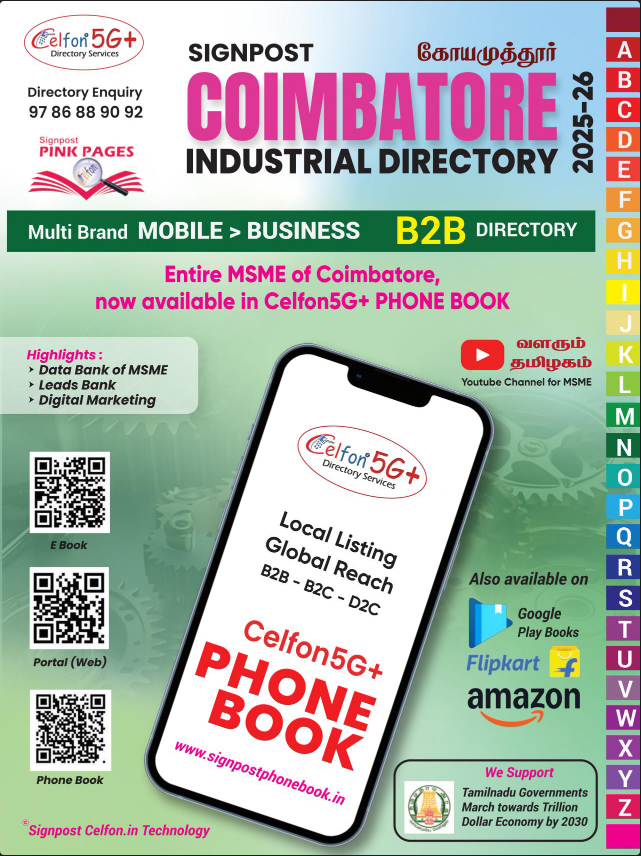 Celfon 5G+
Directory Services
Directory Enquiry
97 86 88 90 92
Signpost
PINK PAGES
Celfon
SIGNPOST
கோயமுத்தூர்
COIMBATORE
INDUSTRIAL DIRECTORY
2025-26
Multi Brand MOBILE > BUSINESS B2B DIRECTORY
Entire MSME of Coimbatore,
now available in Celfon5G+ PHONE BOOK
Highlights :
Data Bank of MSME
Leads Bank
Digital Marketing
வளரும்
தமிழகம்
Youtube Channel for MSME
E Book
Portal (Web)
Phone Book
Celfon 5G+
Directory Services
Local Listing
Global Reach
B2B - B2C - D2C
Celfon5G+
PHONE
BOOK
www.signpostphonebook.in
Also available on
Google
Play Books
Flipkart
amazon
We Support
Tamilnadu Governments
March towards Trillion
Dollar Economy by 2030
©Signpost Celfon.in Technology
A
B
C
D
E
F
G
H
I
J
K
L
M
N
O
P
Q
R
S
T
U
V
W
X
Y
Z